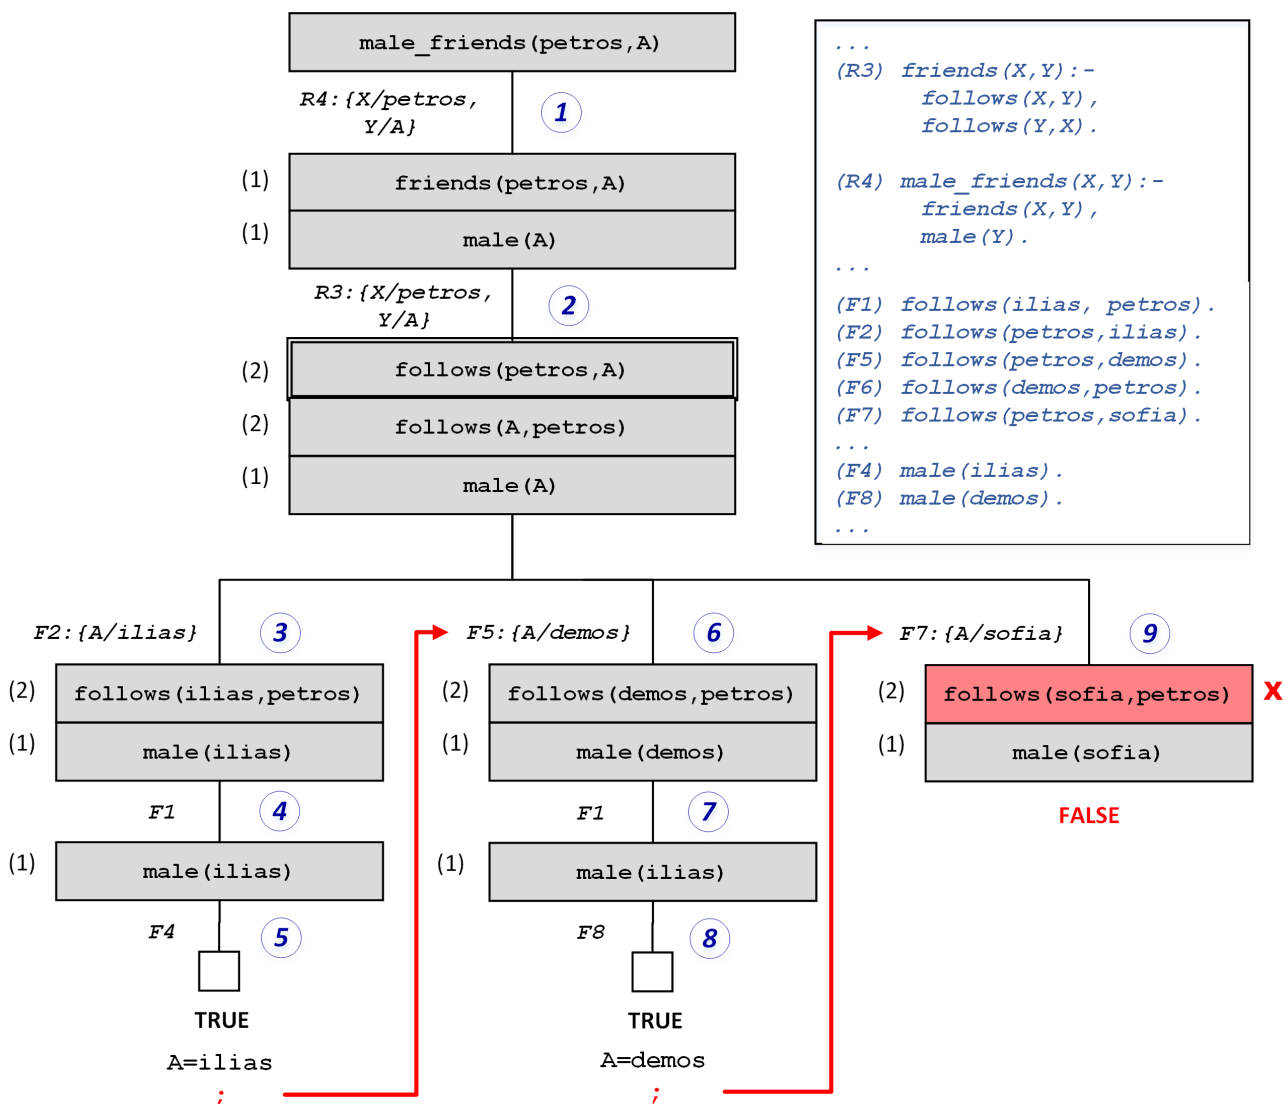 male_friends(petros,A)
R4:{X/petros,
Y/A}
1
(1)
friends(petros,A)
(1)
male(A)
R3:{X/petros,
Y/A}
2
(2)
follows(petros,A)
(2)
follows(A,petros)
(1)
male(A)
...
(R3) friends(X,Y):-
follows(X,Y),
follows(Y,X).
(R4) male_friends(X,Y):-
friends(X,Y),
male(Y).
...
(F1) follows(ilias, petros).
(F2) follows(petros,ilias).
(F5) follows(petros,demos).
(F6) follows(demos,petros).
(F7) follows(petros,sofia).
...
(F4) male(ilias).
(F8) male(demos).
...
F2:{A/ilias}
3
(2)
follows(ilias,petros)
(1)
male(ilias)
F1
4
(1)
male(ilias)
F4
5
TRUE
A=ilias
;
F5:{A/demos}
6
(2)
follows(demos,petros)
(1)
male(demos)
F1
7
(1)
male(ilias)
F8
8
TRUE
A=demos
;
F7:{A/sofia}
9
(2)
follows(sofia,petros)
X
(1)
male(sofia)
FALSE